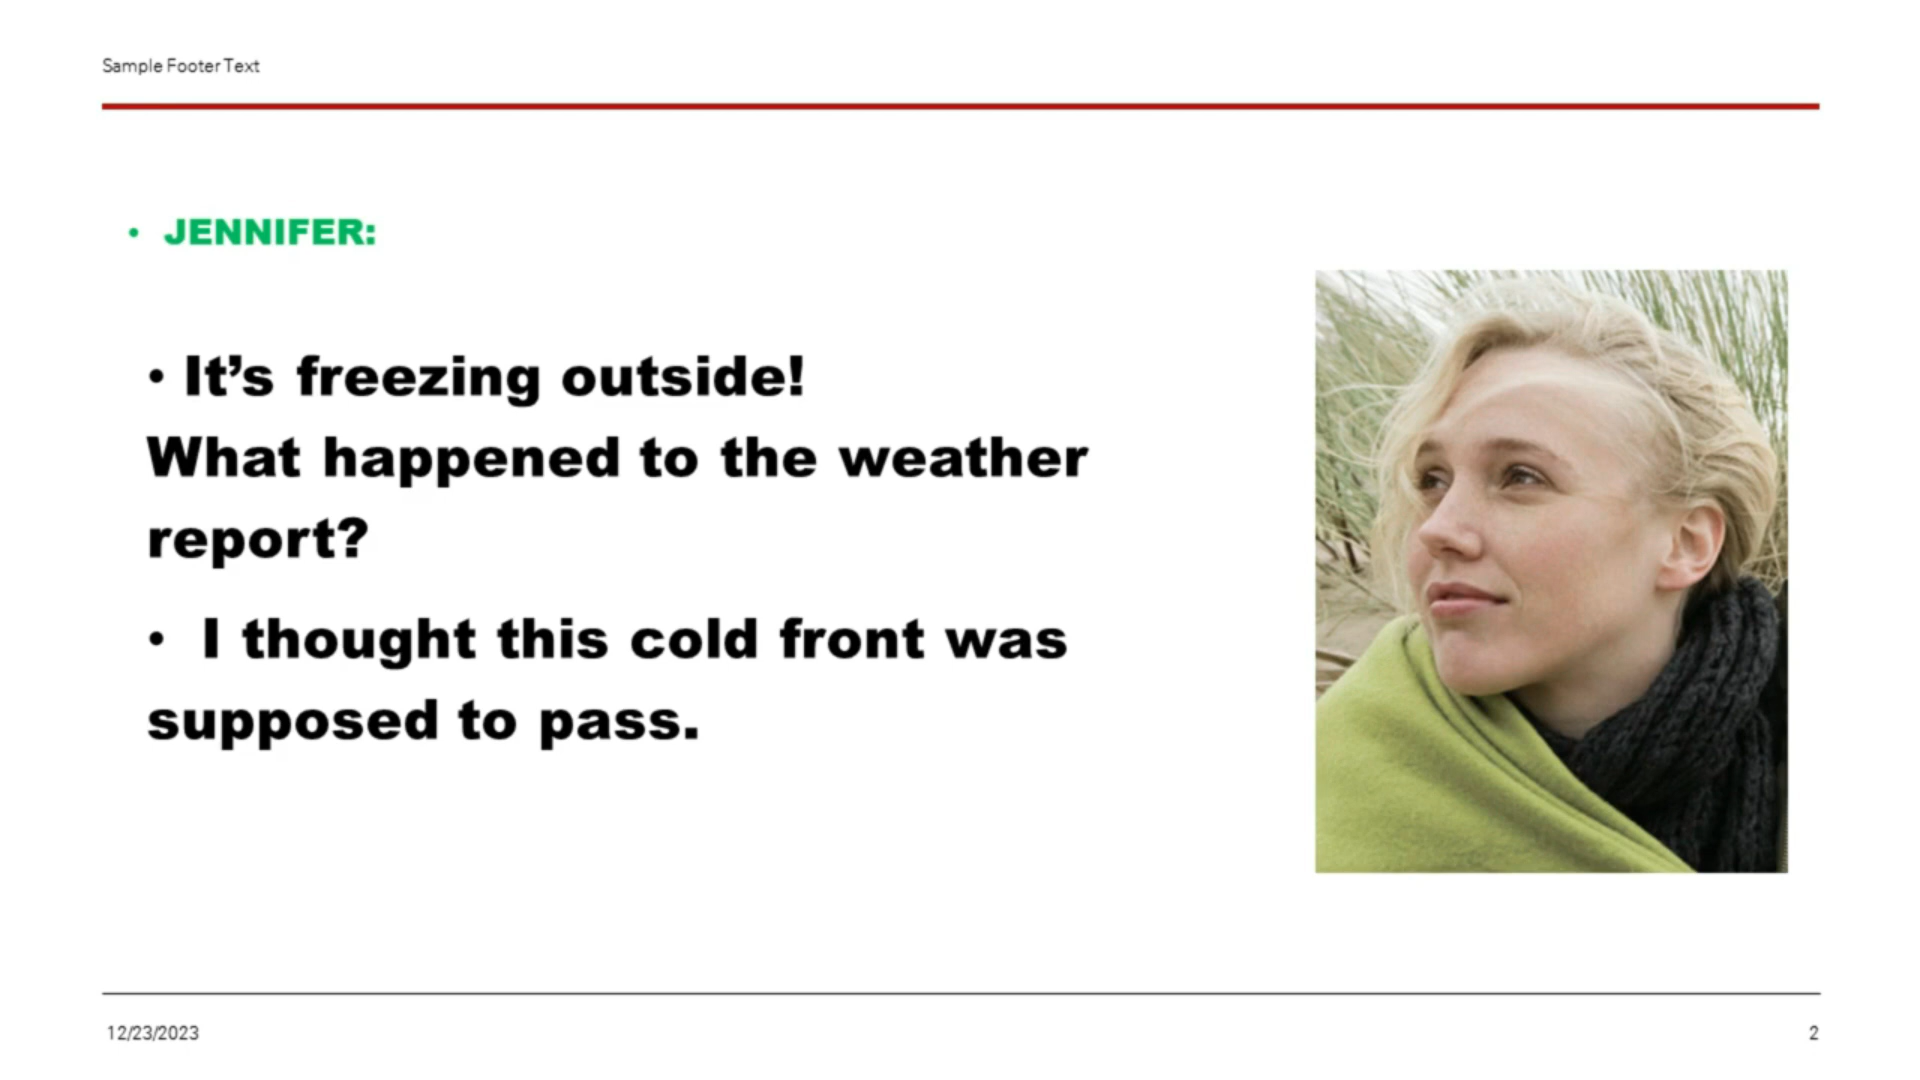 Sample Footer Text
• JENNIFER:
• It’s freezing outside!
What happened to the weather
report?
• I thought this cold front was
supposed to pass.
12/23/2023
2